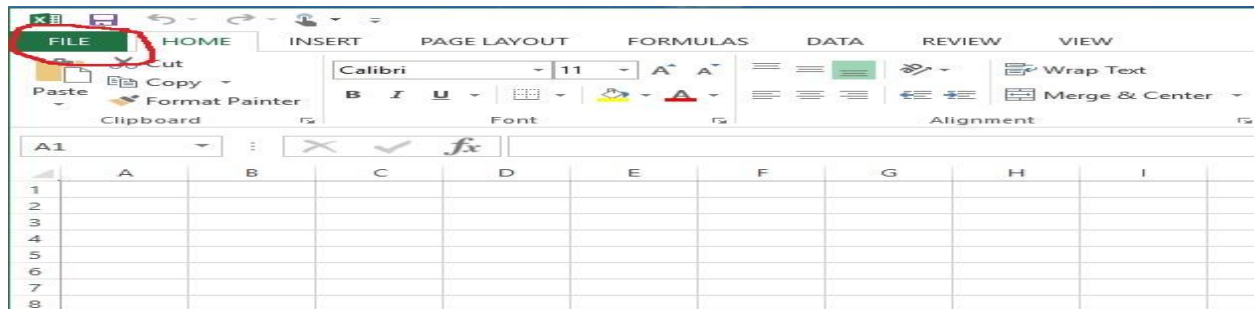 FILE HOME INSERT PAGE LAYOUT FORMULAS DATA REVIEW VIEW
Cut
Calibri 11 A A Wrap Text
Copy
Paste
B I U A Merge & Center
Format Painter
Clipboard Font Alignment
A1 fx
A B C D E F G H I
1
2
3
4
5
6
7
8